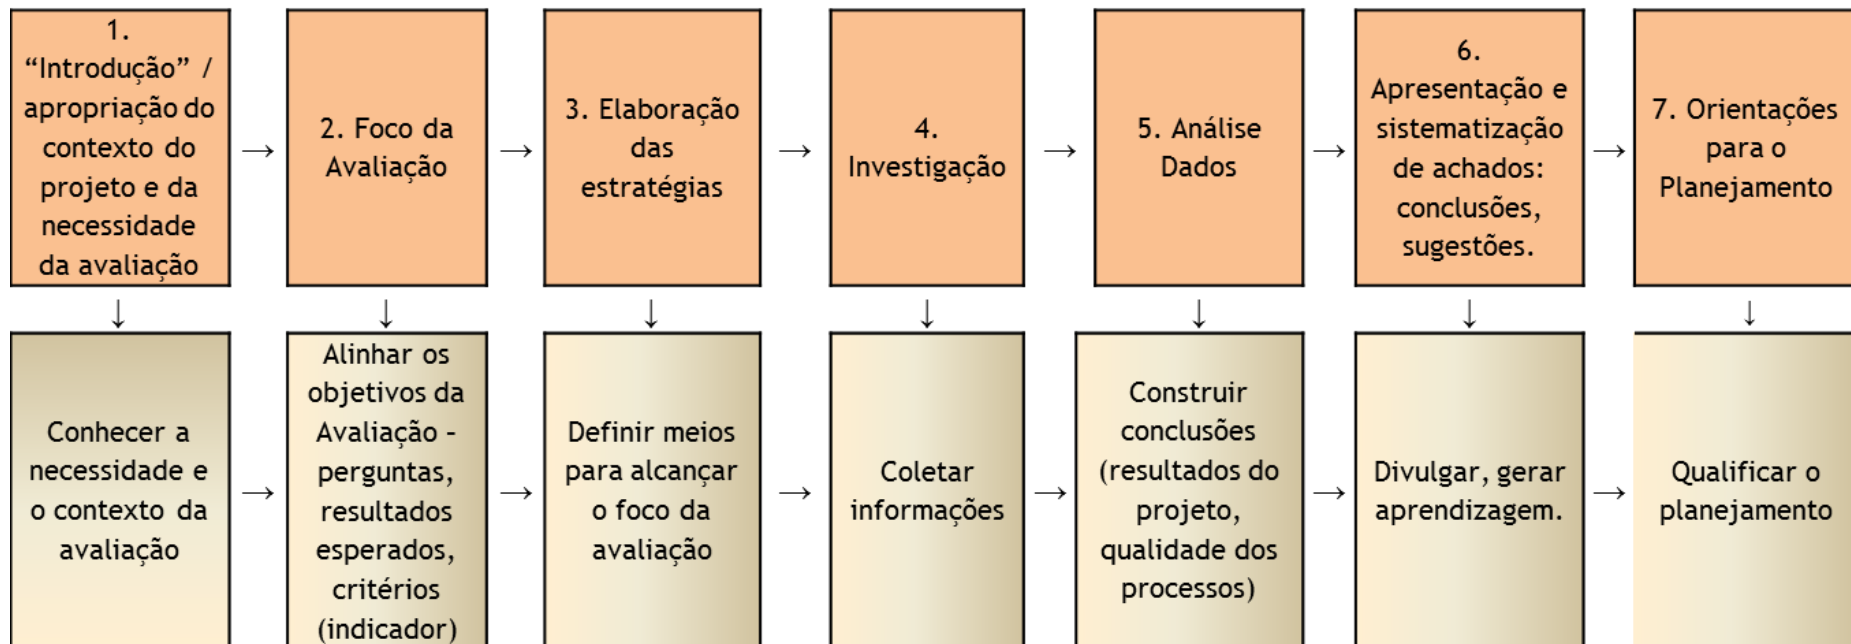 1.
“Introdução” /
apropriação do
contexto do
projeto e da
necessidade
da avaliação
→
2. Foco da
Avaliação
→
3. Elaboração
das
estratégias
→
4.
Investigação
→
5. Análise
Dados
→
6.
Apresentação e
sistematização
de achados:
conclusões,
sugestões.
→
7. Orientações
para o
Planejamento
↓ ↓ ↓ ↓ ↓ ↓ ↓
Conhecer a
necessidade e
o contexto da
avaliação
→
Alinhar os
objetivos da
Avaliação –
perguntas,
resultados
esperados,
critérios
(indicador)
→
Definir meios
para alcançar
o foco da
avaliação
→
Coletar
informações
→
Construir
conclusões
(resultados do
projeto,
qualidade dos
processos)
→
Divulgar, gerar
aprendizagem.
→
Qualificar o
planejamento